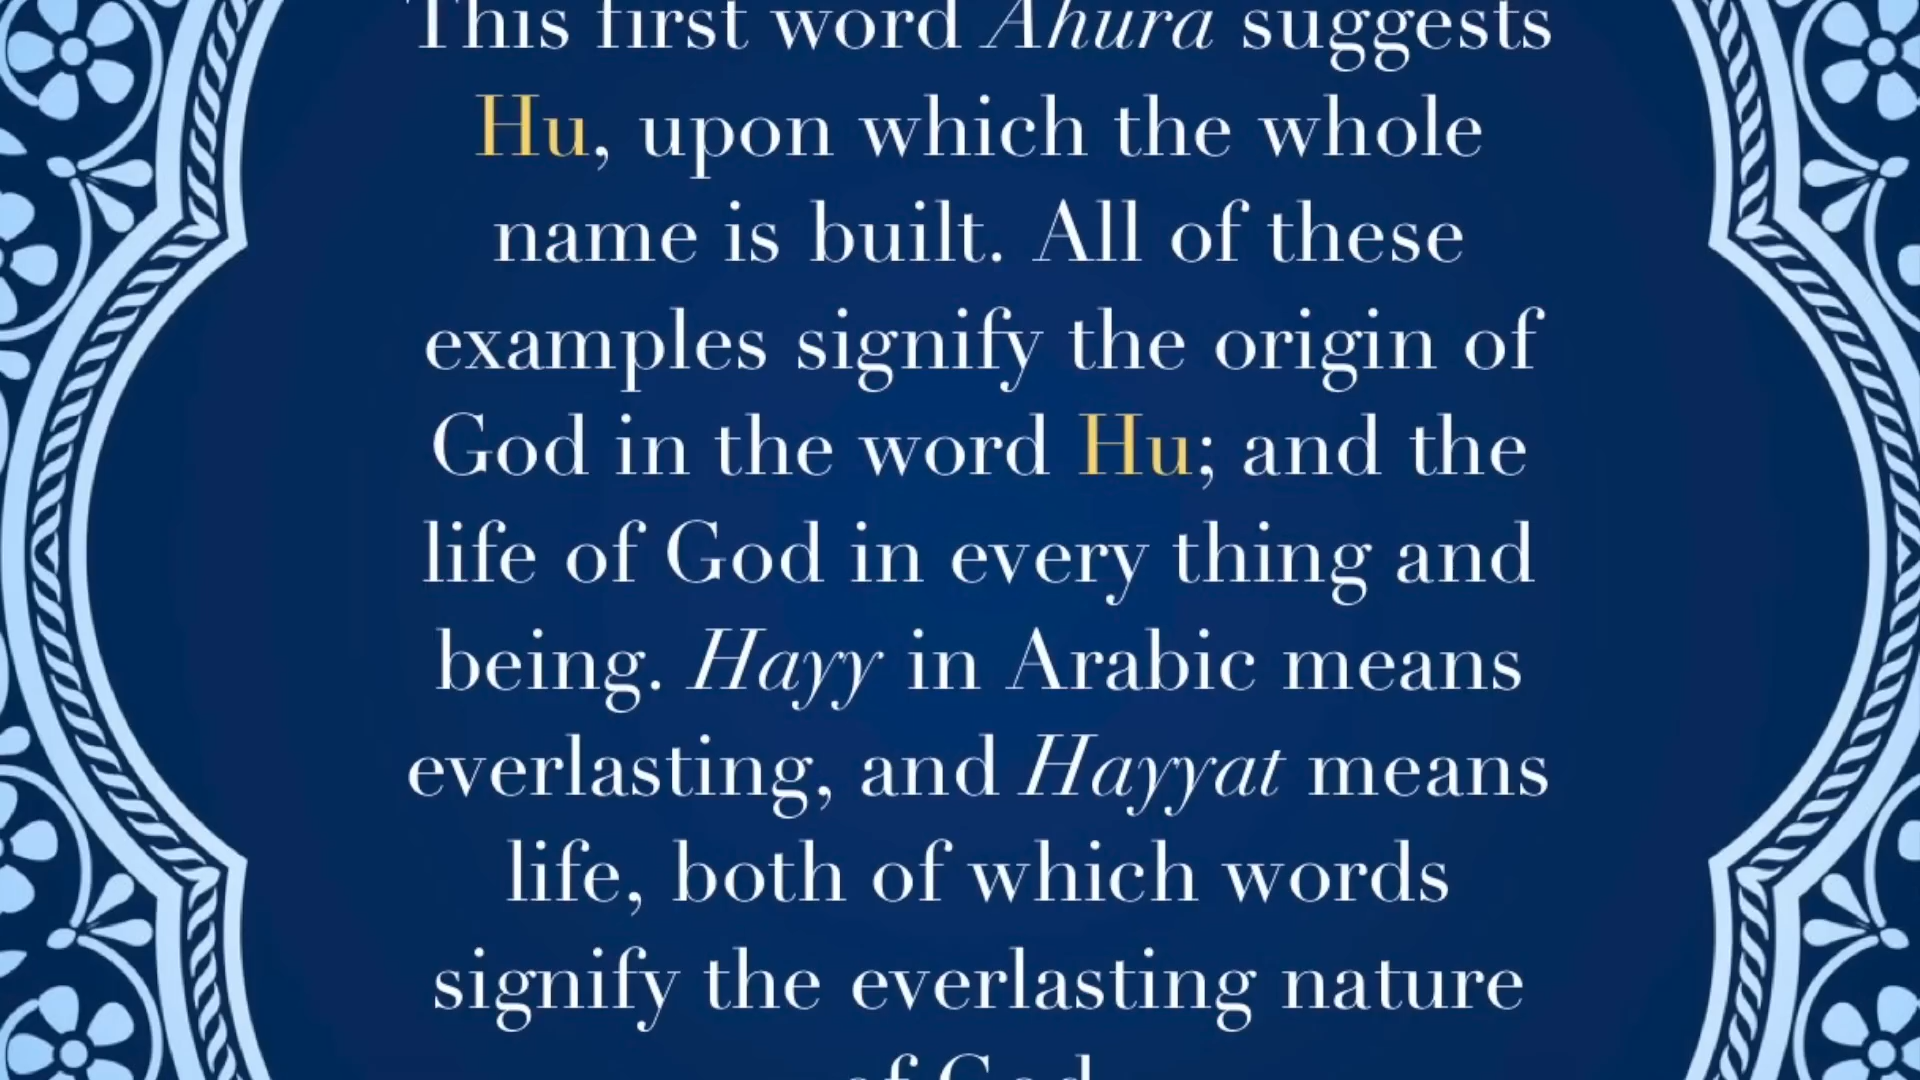 This first word Ahura suggests
Hu, upon which the whole
name is built. All of these
examples signify the origin of
God in the word Hu; and the
life of God in every thing and
being. Hayy in Arabic means
everlasting, and Hayyat means
life, both of which words
signify the everlasting nature
of God